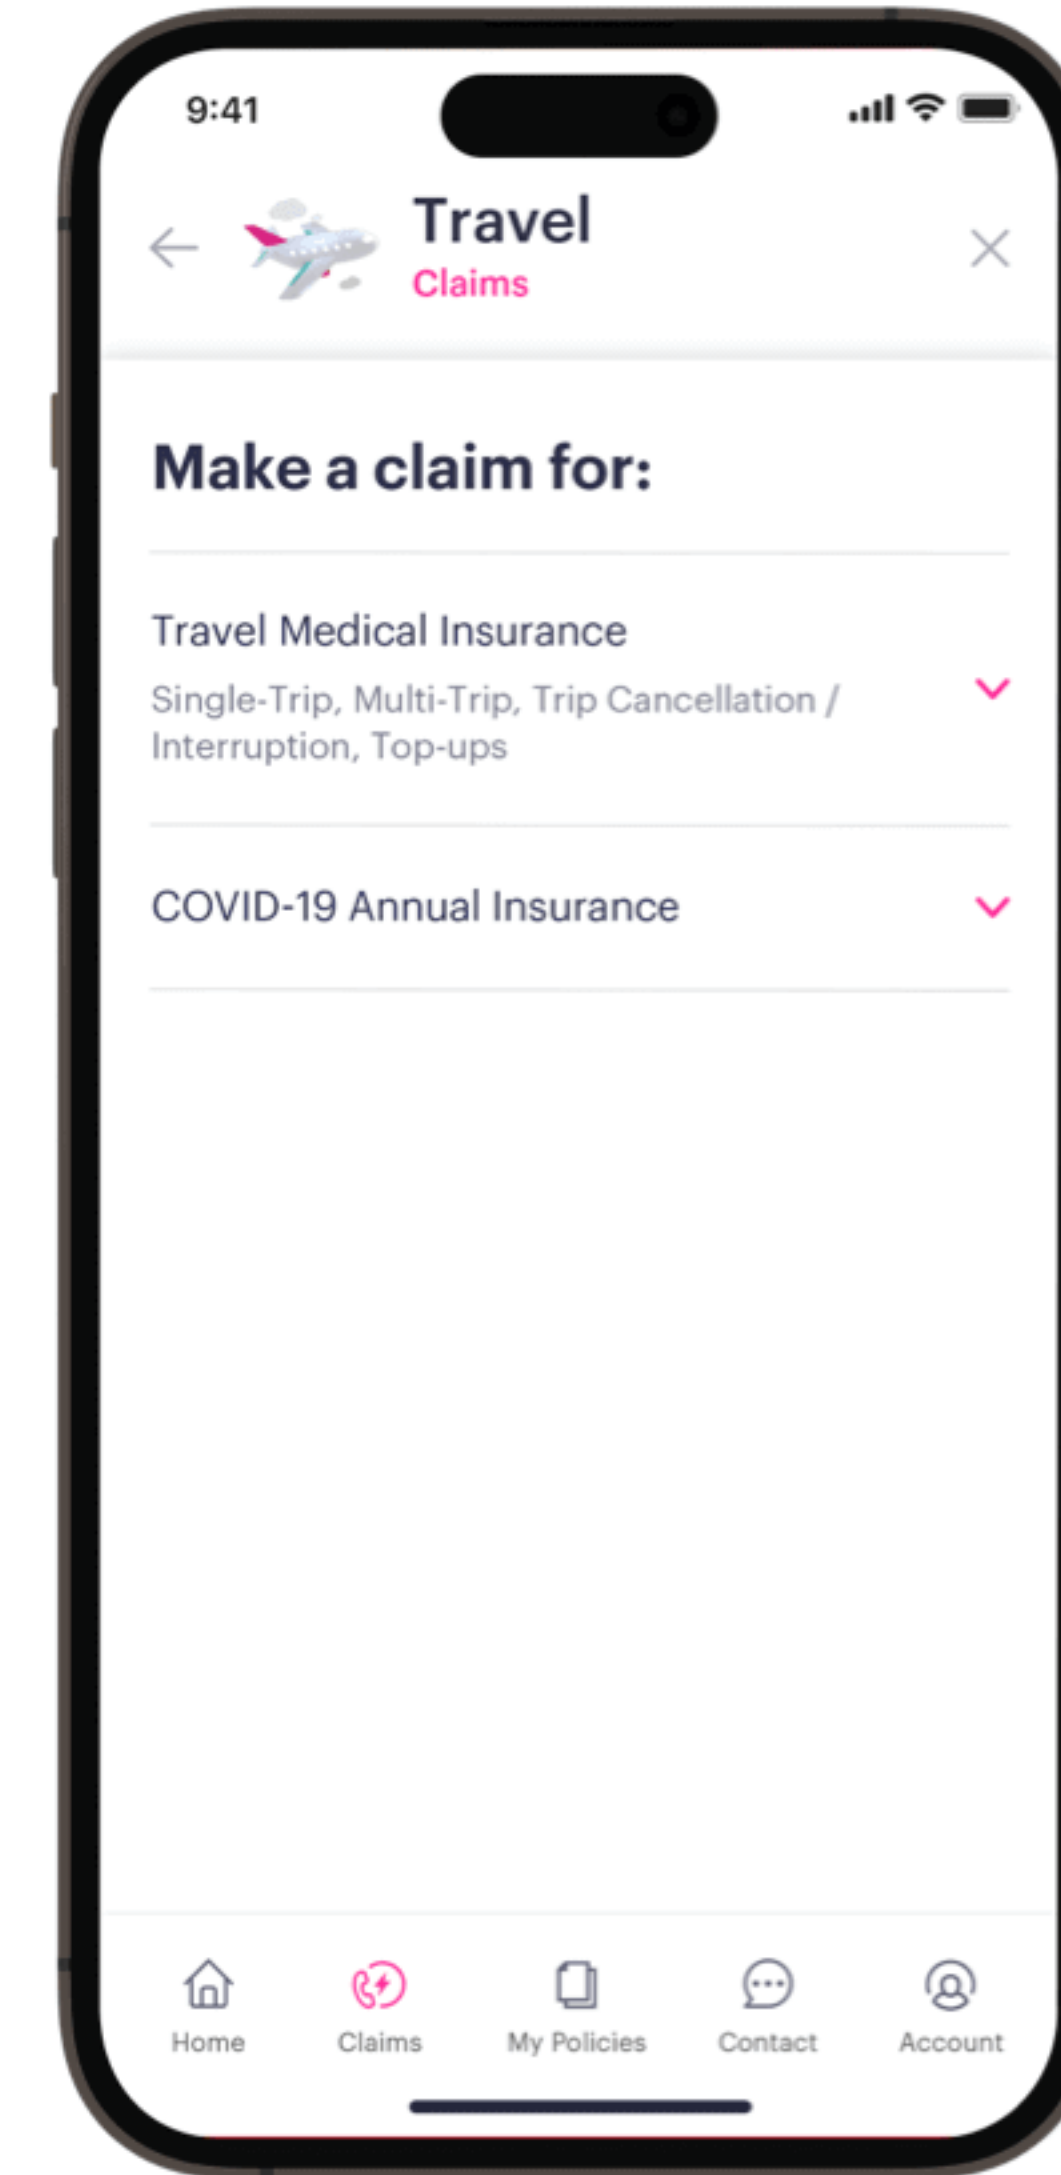 9:41
Travel
Claims
Make a claim for:
Travel Medical Insurance
Single-Trip, Multi-Trip, Trip Cancellation /
Interruption, Top-ups
COVID-19 Annual Insurance
Home
Claims
My Policies
Contact
Account